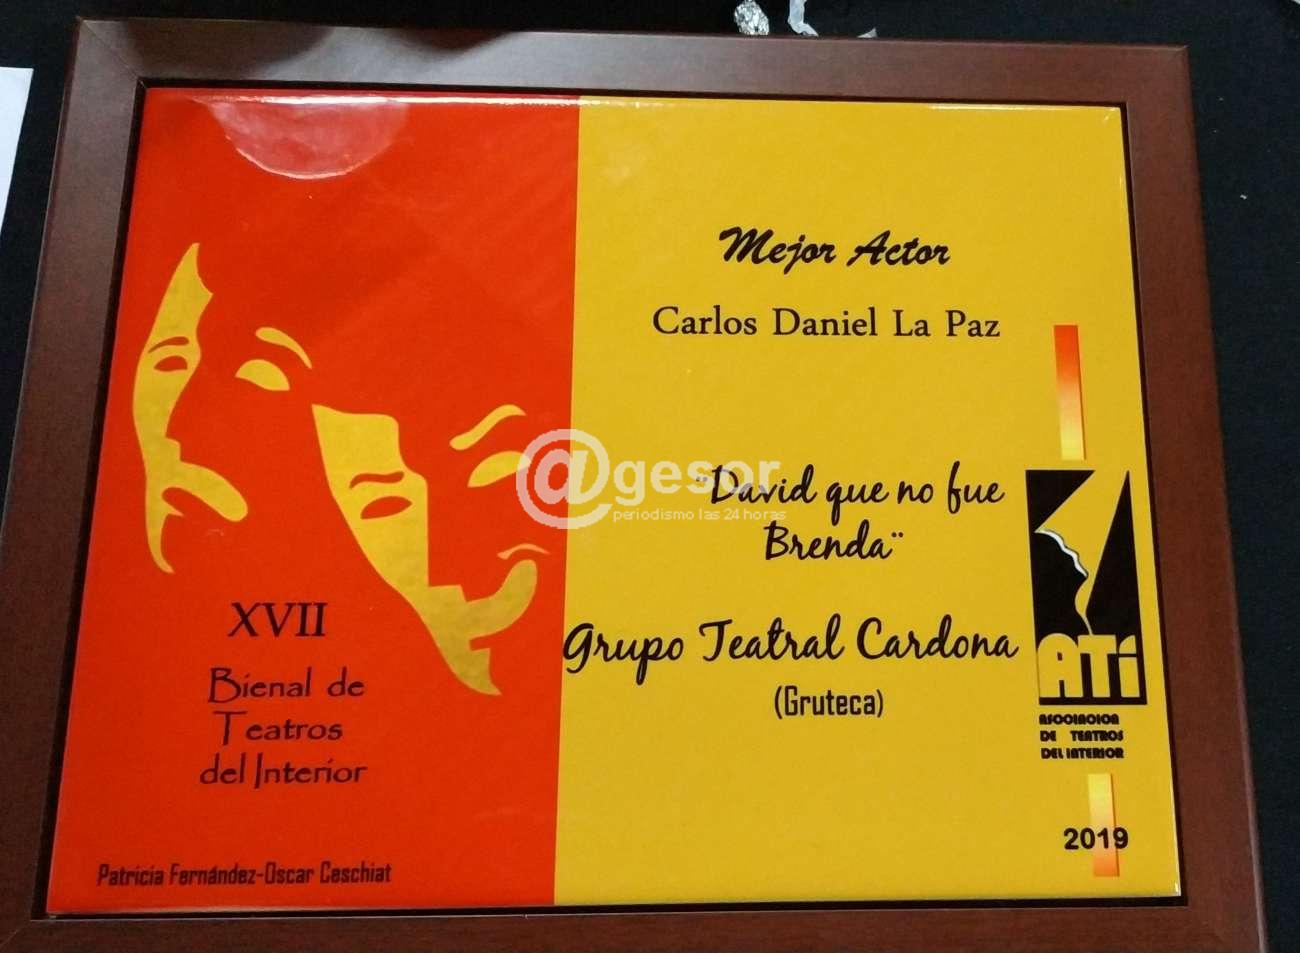 Mejor Actor
Carlos Daniel La Paz
@gesor
periodismo las 24 horas
¨David que no fue
Brenda¨
Grupo Teatral Cardona
(Gruteca)
XVII
Bienal de
Teatros
del Interior
Patricia Fernández-Oscar Ceschiat
ATi
ASOCIACION
DE TEATROS
DEL INTERIOR
2019